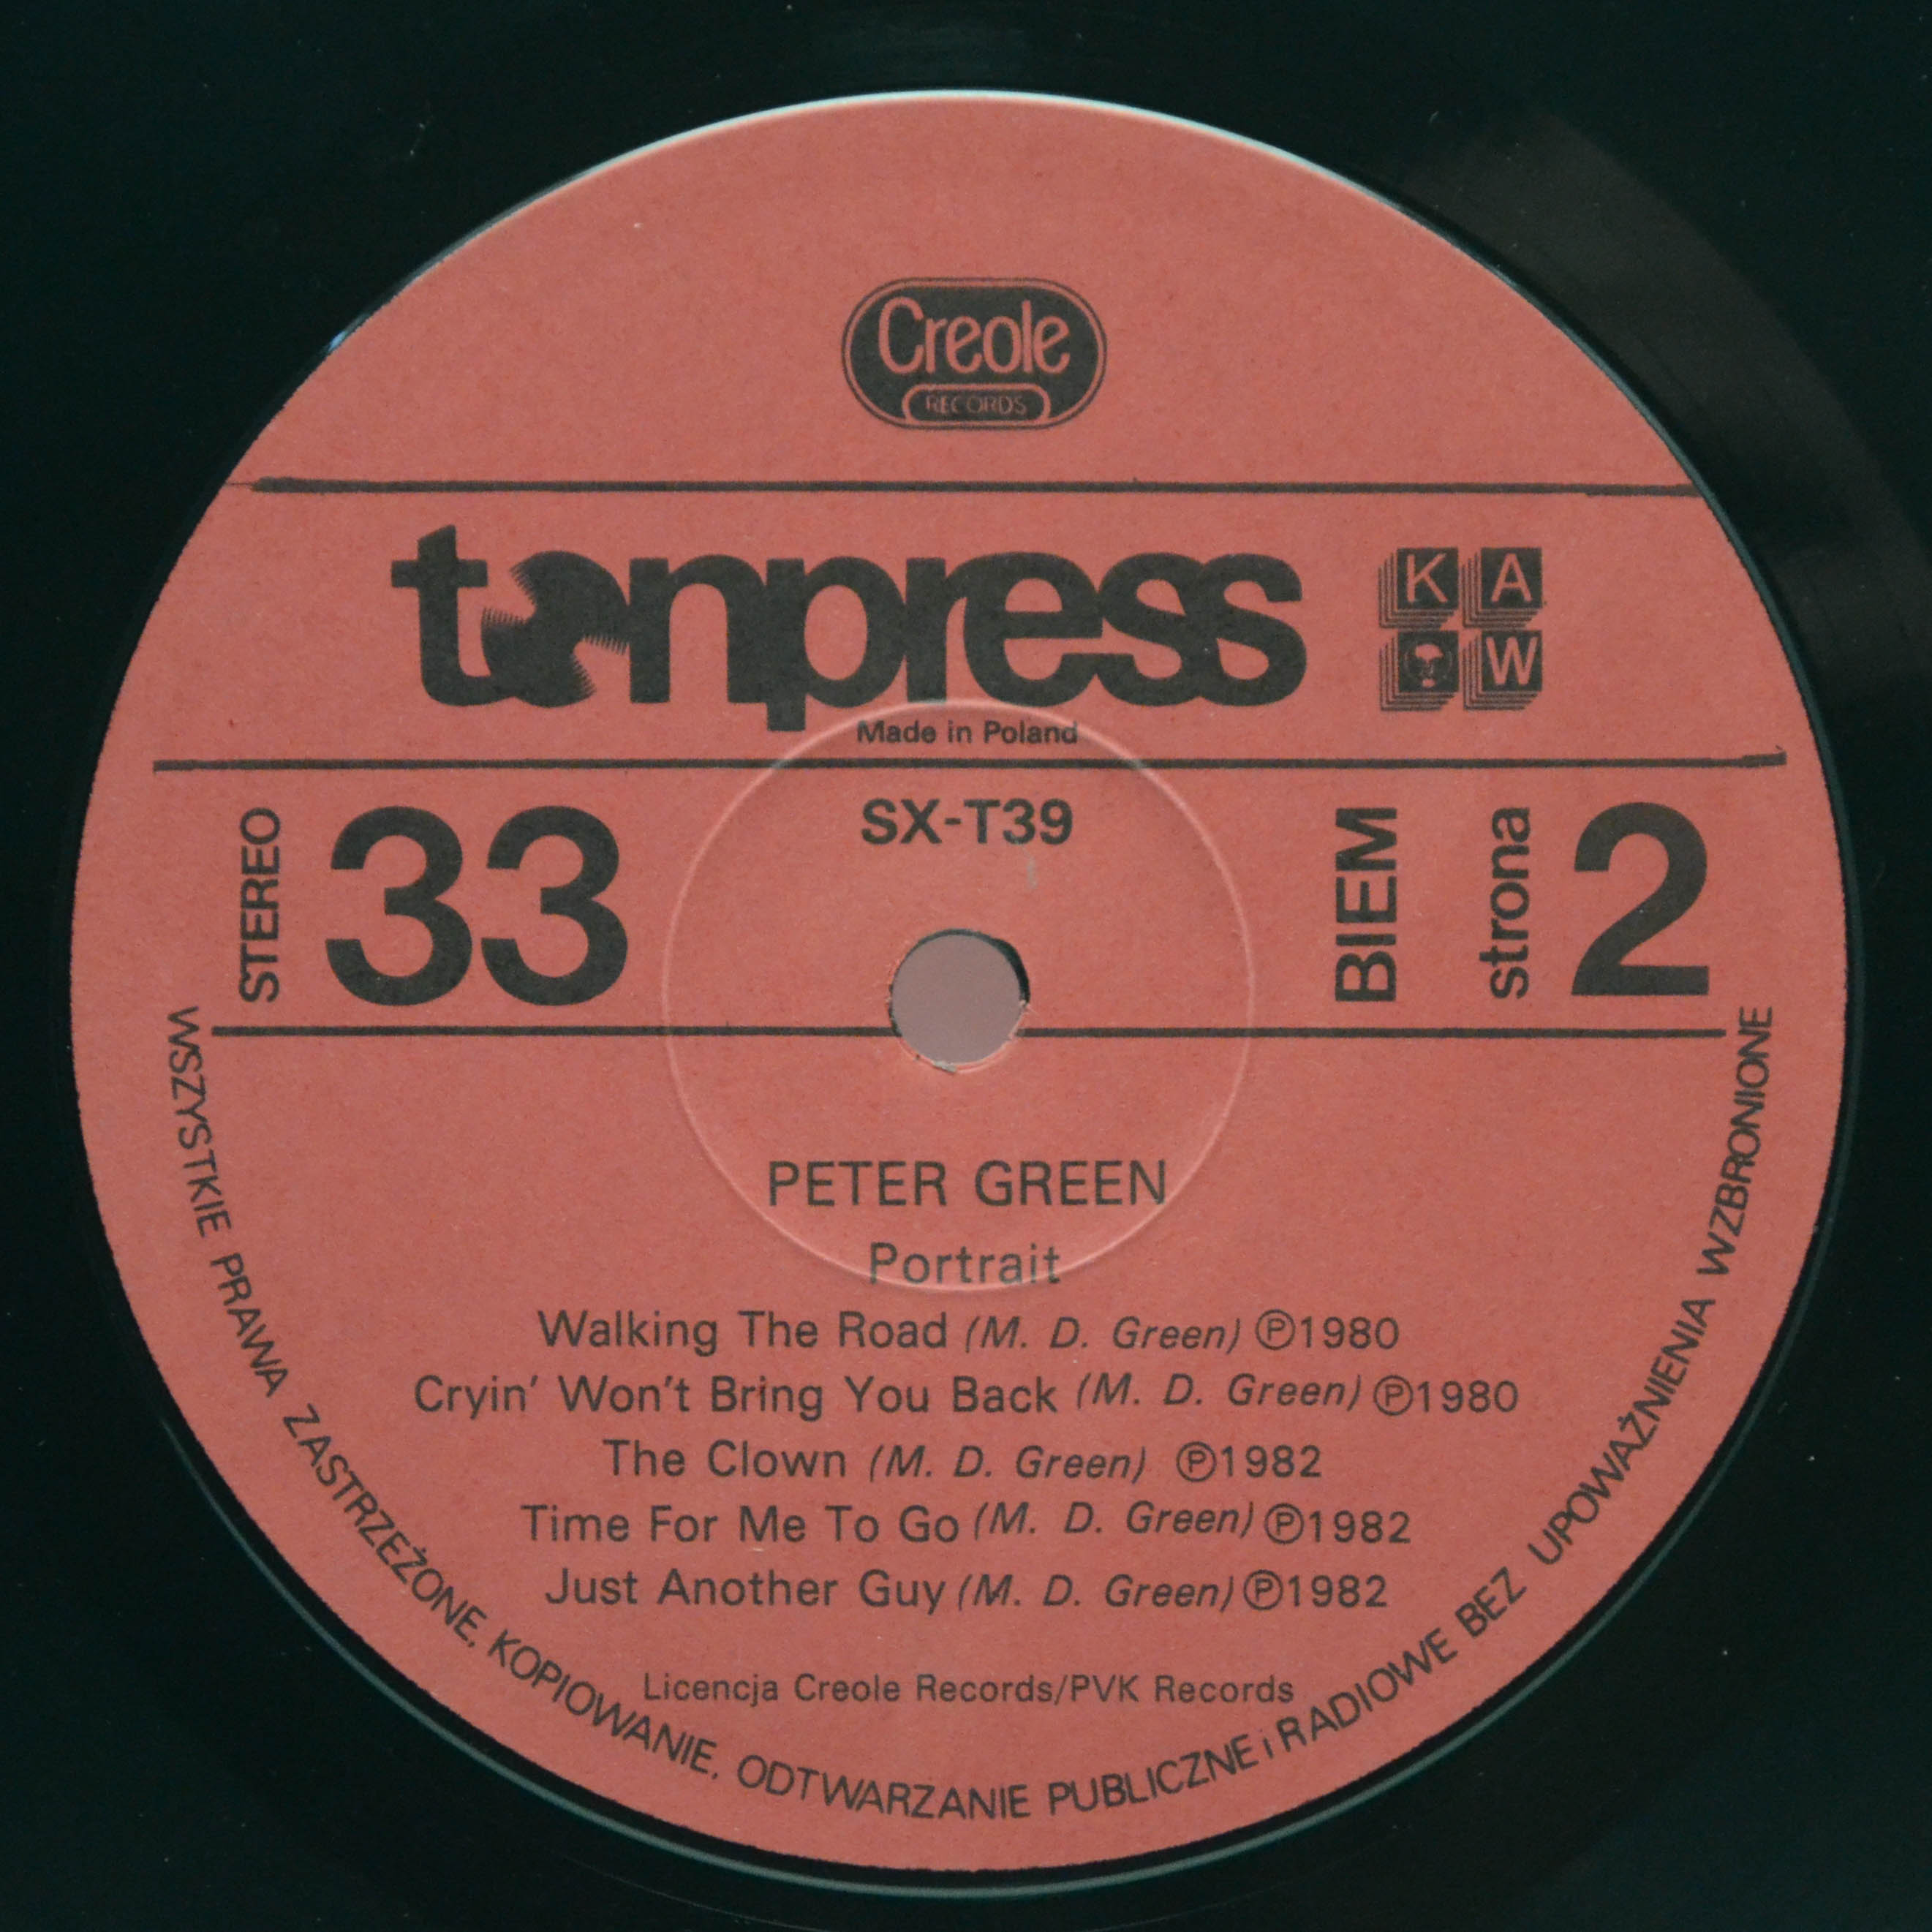 Creole
RECORDS
tonpress
K A
W
Made in Poland
STEREO
33
SX-T39
BIEM
strona
2
PETER GREEN
Portrait
Walking The Road (M. D. Green) ℗1980
Cryin' Won't Bring You Back (M. D. Green) ℗1980
The Clown (M. D. Green) ℗1982
Time For Me To Go (M. D. Green) ℗1982
Just Another Guy (M. D. Green) ℗1982
Licencja Creole Records/PVK Records
WSZYSTKIE PRAWA ZASTRZEŻONE, KOPIOWANIE, ODTWARZANIE PUBLICZNE i RADIOWE BEZ UPOWAŻNIENIA WZBRONIONE